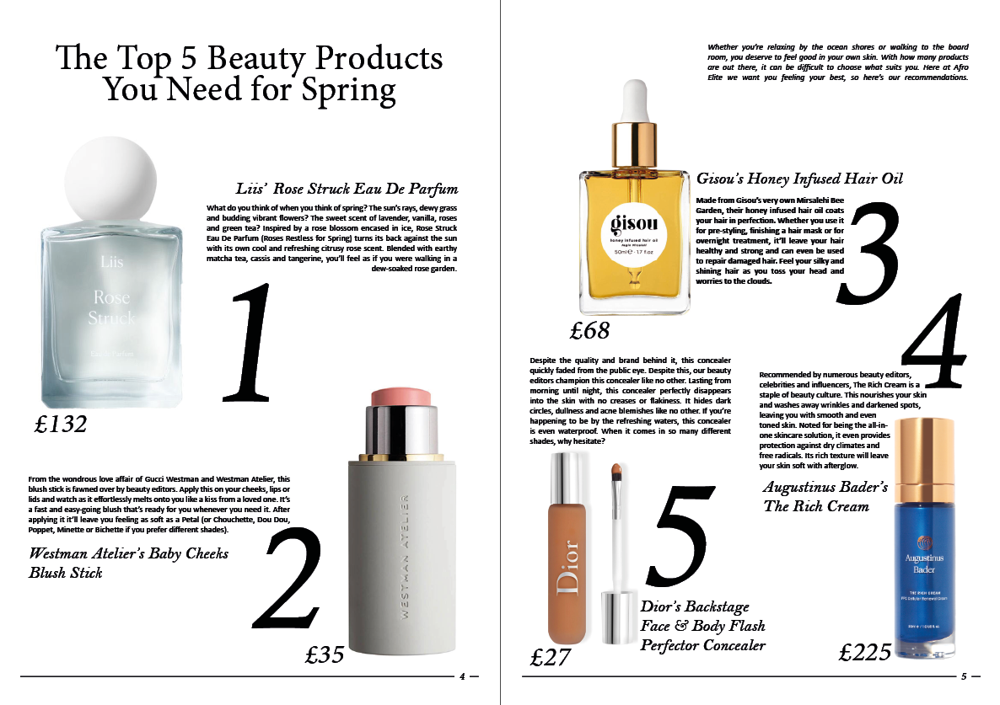 The Top 5 Beauty Products
You Need for Spring
Liis
Rose
Struck
Eau de Parfum
£132
Liis’ Rose Struck Eau De Parfum
What do you think of when you think of spring? The sun’s rays, dewy grass
and budding vibrant flowers? The sweet scent of lavender, vanilla, roses
and green tea? Inspired by a rose blossom encased in ice, Rose Struck
Eau De Parfum (Roses Restless for Spring) turns its back against the sun
with its own cool and refreshing citrusy rose scent. Blended with earthy
matcha tea, cassis and tangerine, you’ll feel as if you were walking in a
dew-soaked rose garden.
1
From the wondrous love affair of Gucci Westman and Westman Atelier, this
blush stick is fawned over by beauty editors. Apply this on your cheeks, lips or
lids and watch as it effortlessly melts onto you like a kiss from a loved one. It’s
a fast and easy-going blush that’s ready for you whenever you need it. After
applying it it’ll leave you feeling as soft as a Petal (or Chouchette, Dou Dou,
Poppet, Minette or Bichette if you prefer different shades).
Westman Atelier’s Baby Cheeks
Blush Stick
2
WESTMAN ATELIER
£35
4
Whether you’re relaxing by the ocean shores or walking to the board
room, you deserve to feel good in your own skin. With how many products
are out there, it can be difficult to choose what suits you. Here at Afro
Elite we want you feeling your best, so here’s our recommendations.
gisou
honey infused hair oil
Negin Mirsalehi
50ml℮ · 1.7 fl.oz
£68
Gisou’s Honey Infused Hair Oil
Made from Gisou’s very own Mirsalehi Bee
Garden, their honey infused hair oil coats
your hair in perfection. Whether you use it
for pre-styling, finishing a hair mask or for
overnight treatment, it’ll leave your hair
healthy and strong and can even be used
to repair damaged hair. Feel your silky and
shining hair as you toss your head and
worries to the clouds.
3
4
Recommended by numerous beauty editors,
celebrities and influencers, The Rich Cream is a
staple of beauty culture. This nourishes your skin
and washes away wrinkles and darkened spots,
leaving you with smooth and even
toned skin. Noted for being the all-in-
one skincare solution, it even provides
protection against dry climates and
free radicals. Its rich texture will leave
your skin soft with afterglow.
Augustinus Bader’s
The Rich Cream
Augustinus
Bader
THE RICH CREAM
£225
Despite the quality and brand behind it, this concealer
quickly faded from the public eye. Despite this, our beauty
editors champion this concealer like no other. Lasting from
morning until night, this concealer perfectly disappears
into the skin with no creases or flakiness. It hides dark
circles, dullness and acne blemishes like no other. If you’re
happening to be by the refreshing waters, this concealer
is even waterproof. When it comes in so many different
shades, why hesitate?
Dior
5
Dior’s Backstage
Face & Body Flash
Perfector Concealer
£27
5